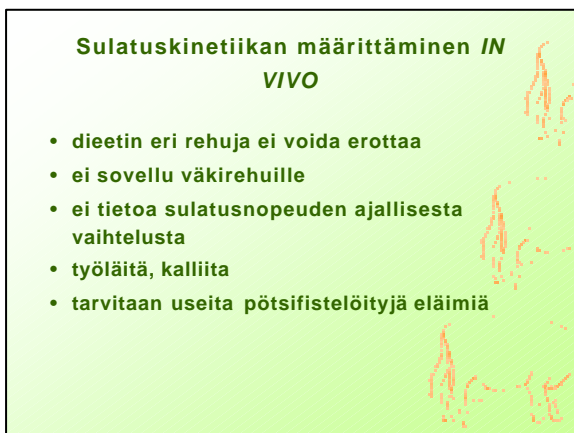 Sulatuskinetiikan määrittäminen IN
VIVO
• dieetin eri rehuja ei voida erottaa
• ei sovellu väkirehuille
• ei tietoa sulatusnopeuden ajallisesta
vaihtelusta
• työläitä, kalliita
• tarvitaan useita pötsifistelöityjä eläimiä